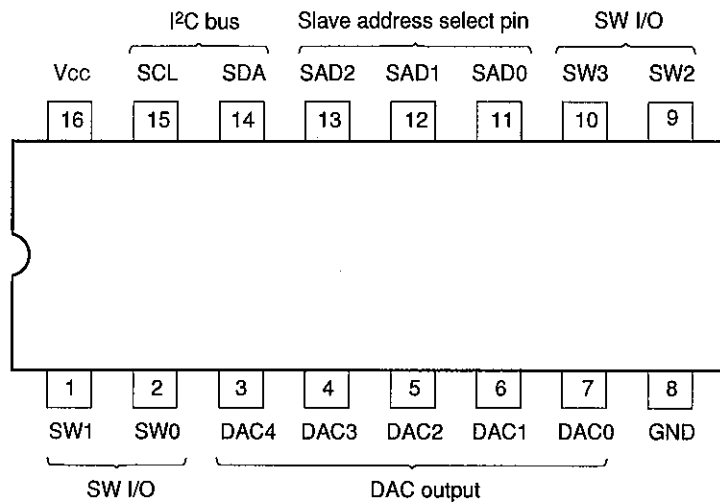 I²C bus Slave address select pin SW I/O
Vcc SCL SDA SAD2 SAD1 SAD0 SW3 SW2
16 15 14 13 12 11 10 9
1 2 3 4 5 6 7 8
SW1 SW0 DAC4 DAC3 DAC2 DAC1 DAC0 GND
SW I/O DAC output